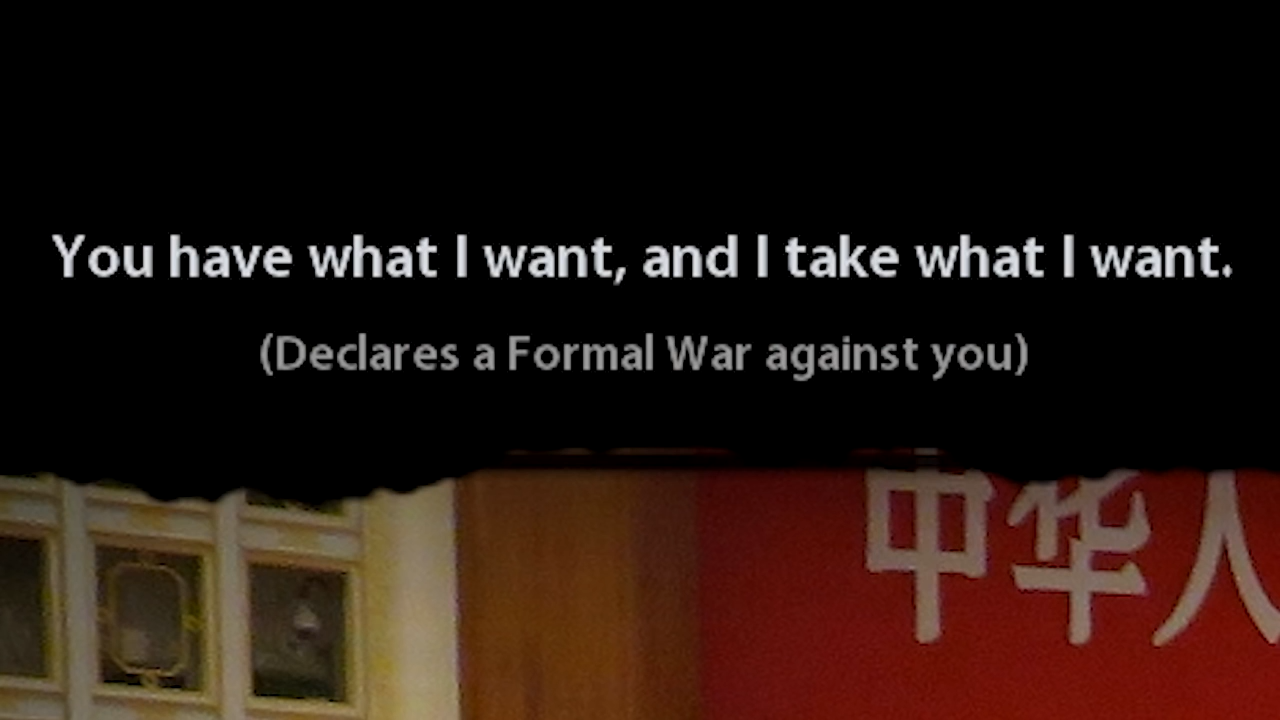 You have what I want, and I take what I want.
(Declares a Formal War against you)
中华人